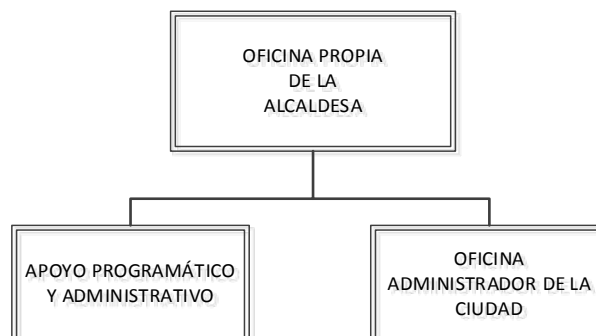 OFICINA PROPIA
DE LA
ALCALDESA
APOYO PROGRAMÁTICO
Y ADMINISTRATIVO
OFICINA
ADMINISTRADOR DE LA
CIUDAD